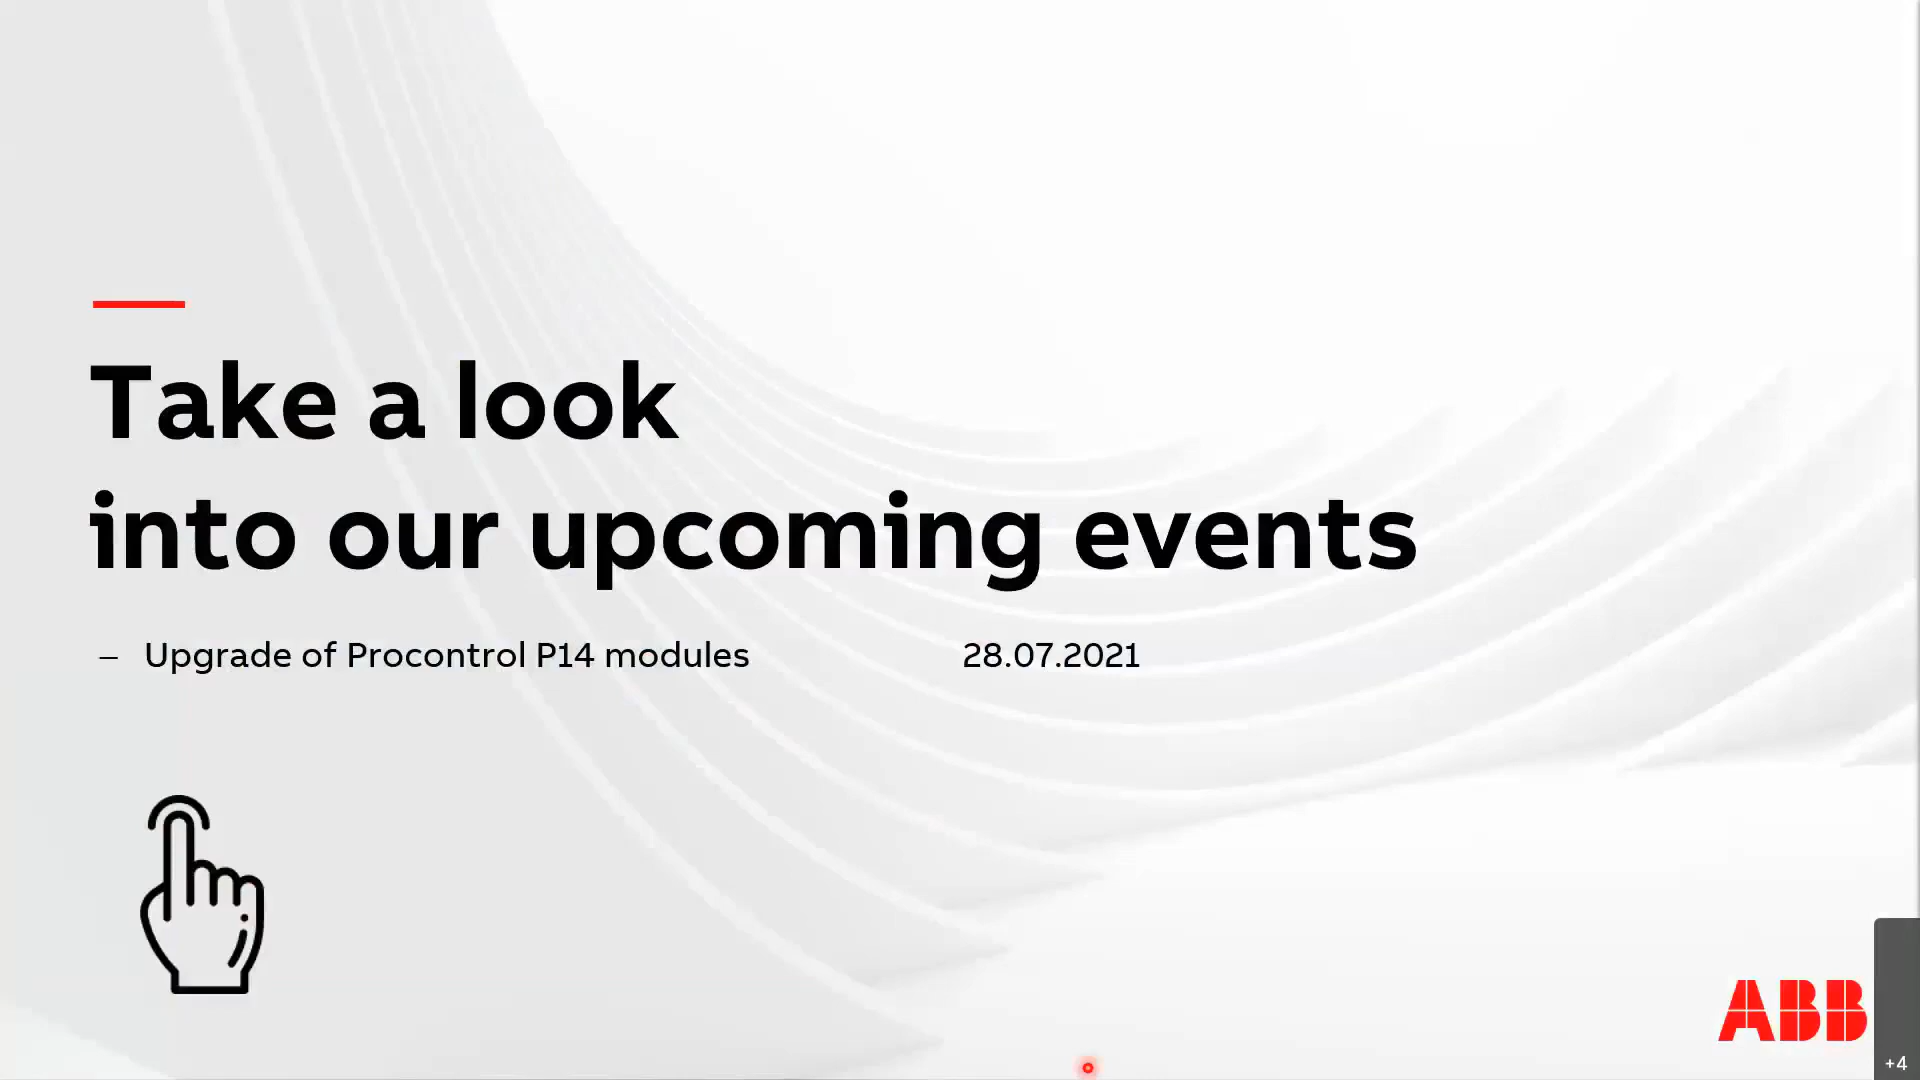 Take a look
into our upcoming events
– Upgrade of Procontrol P14 modules 28.07.2021
ABB
+4